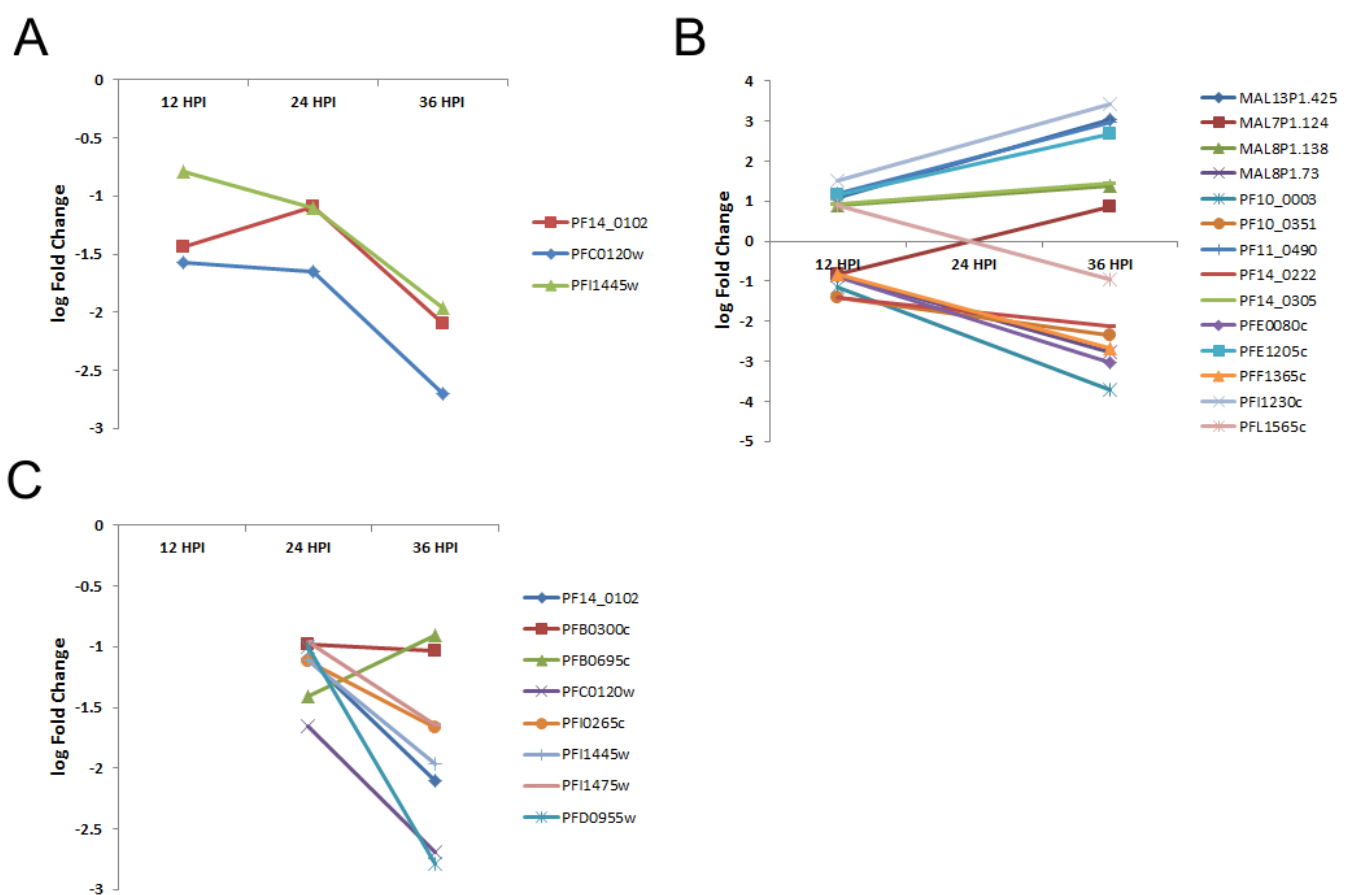 A
0
-0.5
-1
-1.5
-2
-2.5
-3
log Fold Change
12 HPI 24 HPI 36 HPI
PF14_0102
PFC0120w
PFI1445w
B
4
3
2
1
0
-1
-2
-3
-4
-5
log Fold Change
12 HPI 24 HPI 36 HPI
MAL13P1.425
MAL7P1.124
MAL8P1.138
MAL8P1.73
PF10_0003
PF10_0351
PF11_0490
PF14_0222
PF14_0305
PFE0080c
PFE1205c
PFF1365c
PFI1230c
PFL1565c
C
0
-0.5
-1
-1.5
-2
-2.5
-3
log Fold Change
12 HPI 24 HPI 36 HPI
PF14_0102
PFB0300c
PFB0695c
PFC0120w
PFI0265c
PFI1445w
PFI1475w
PFD0955w